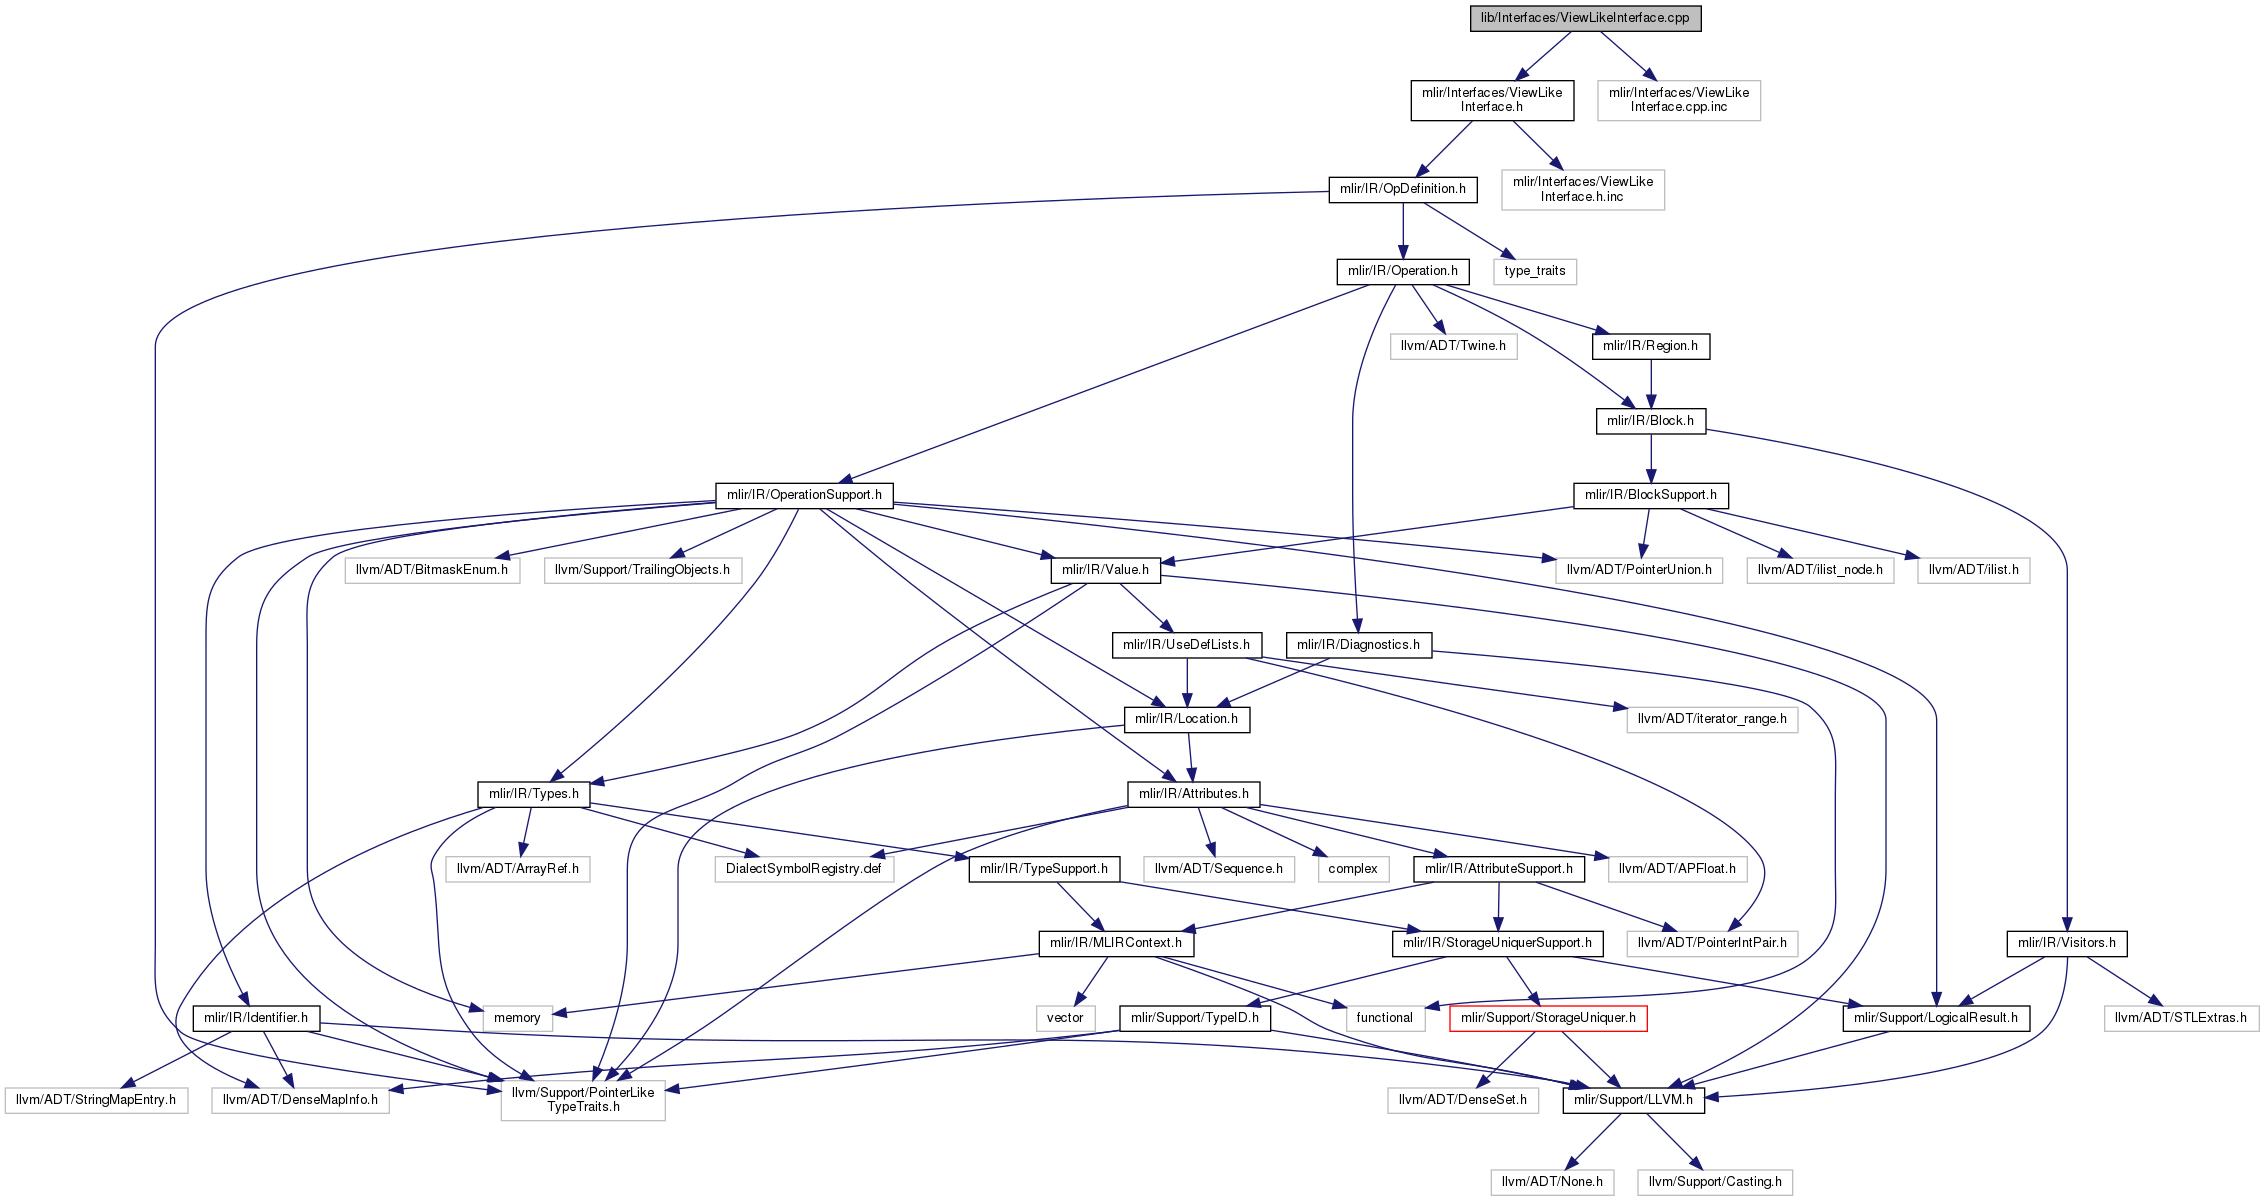 lib/Interfaces/ViewLikeInterface.cpp
mlir/Interfaces/ViewLike
Interface.h
mlir/Interfaces/ViewLike
Interface.cpp.inc
mlir/IR/OpDefinition.h
mlir/Interfaces/ViewLike
Interface.h.inc
mlir/IR/Operation.h
type_traits
llvm/ADT/Twine.h
mlir/IR/Region.h
mlir/IR/Block.h
mlir/IR/OperationSupport.h
mlir/IR/BlockSupport.h
llvm/ADT/BitmaskEnum.h
llvm/Support/TrailingObjects.h
mlir/IR/Value.h
llvm/ADT/PointerUnion.h
llvm/ADT/ilist_node.h
llvm/ADT/ilist.h
mlir/IR/UseDefLists.h
mlir/IR/Diagnostics.h
mlir/IR/Location.h
llvm/ADT/iterator_range.h
mlir/IR/Types.h
mlir/IR/Attributes.h
llvm/ADT/ArrayRef.h
DialectSymbolRegistry.def
mlir/IR/TypeSupport.h
llvm/ADT/Sequence.h
complex
mlir/IR/AttributeSupport.h
llvm/ADT/APFloat.h
mlir/IR/MLIRContext.h
mlir/IR/StorageUniquerSupport.h
llvm/ADT/PointerIntPair.h
mlir/IR/Visitors.h
mlir/IR/Identifier.h
memory
vector
mlir/Support/TypeID.h
functional
mlir/Support/StorageUniquer.h
mlir/Support/LogicalResult.h
llvm/ADT/STLExtras.h
llvm/ADT/StringMapEntry.h
llvm/ADT/DenseMapInfo.h
llvm/Support/PointerLike
TypeTraits.h
llvm/ADT/DenseSet.h
mlir/Support/LLVM.h
llvm/ADT/None.h
llvm/Support/Casting.h